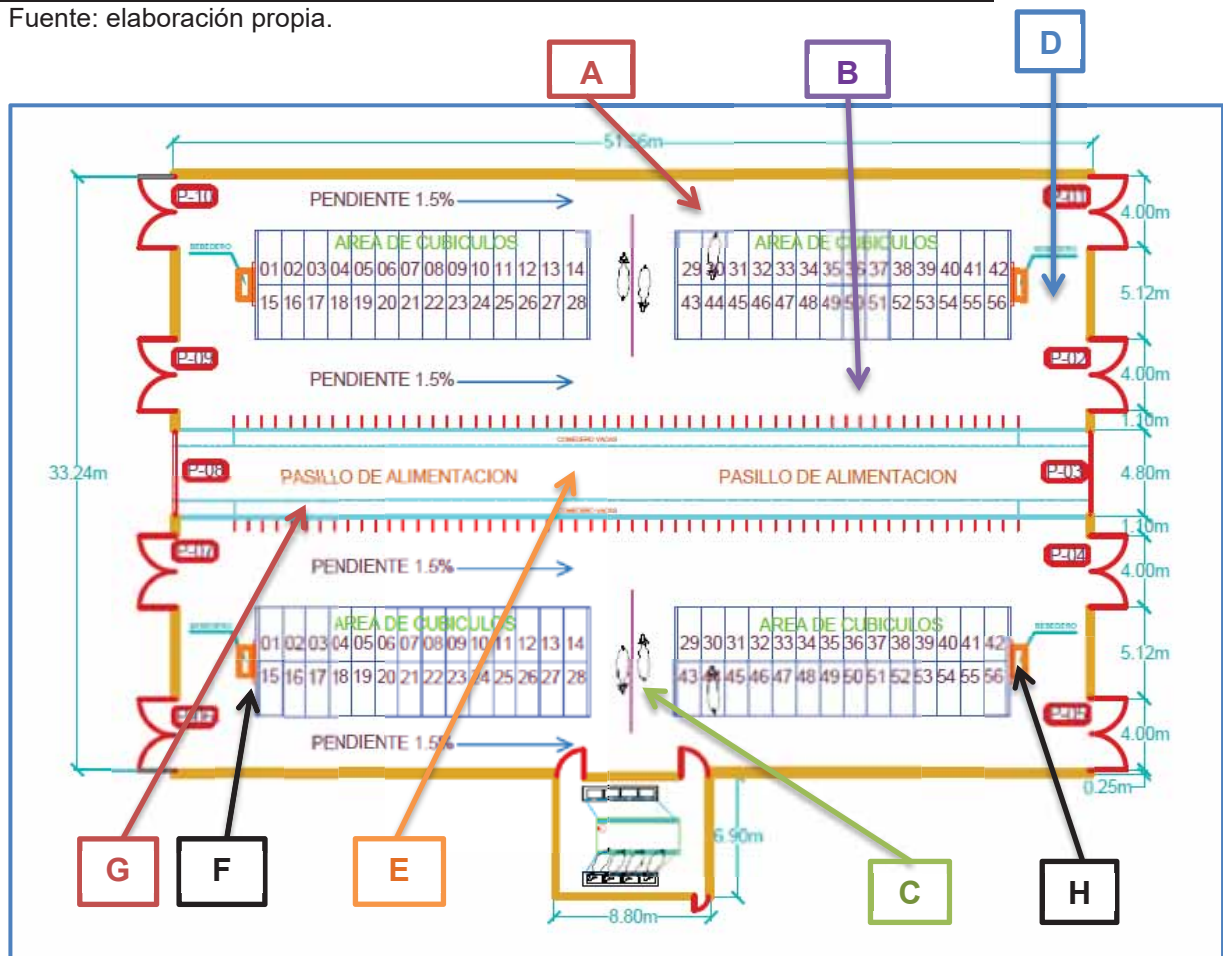 Fuente: elaboración propia.
D
A
B
P-10
PENDIENTE 1.5%
P-01
4.00m
BEBEDERO
AREA DE CUBICULOS
AREA DE CUBICULOS
BEBEDERO
01 02 03 04 05 06 07 08 09 10 11 12 13 14
29 30 31 32 33 34 35 36 37 38 39 40 41 42
5.12m
15 16 17 18 19 20 21 22 23 24 25 26 27 28
43 44 45 46 47 48 49 50 51 52 53 54 55 56
P-09
P-02
PENDIENTE 1.5%
4.00m
1.10m
COMEDERO VACAS
33.24m
P-08
PASILLO DE ALIMENTACION
PASILLO DE ALIMENTACION
P-03
4.80m
COMEDERO VACAS
1.10m
P-07
P-04
PENDIENTE 1.5%
4.00m
BEBEDERO
AREA DE CUBICULOS
AREA DE CUBICULOS
BEBEDERO
01 02 03 04 05 06 07 08 09 10 11 12 13 14
29 30 31 32 33 34 35 36 37 38 39 40 41 42
5.12m
15 16 17 18 19 20 21 22 23 24 25 26 27 28
43 45 46 47 48 49 50 51 52 53 54 55 56
P-06
P-05
PENDIENTE 1.5%
4.00m
0.25m
6.90m
G
F
E
C
H
8.80m